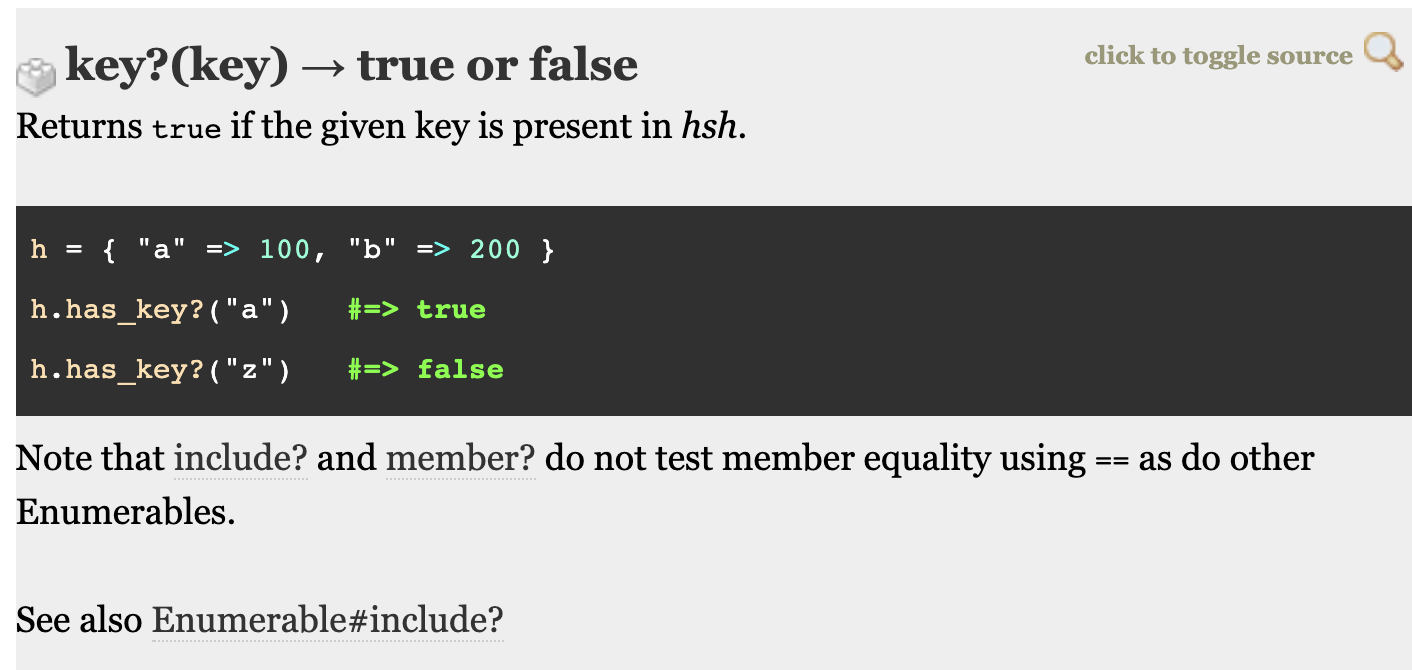 key?(key) → true or false
click to toggle source
Returns true if the given key is present in hsh.
h = { "a" => 100, "b" => 200 }
h.has_key?("a")   #=> true
h.has_key?("z")   #=> false
Note that include? and member? do not test member equality using == as do other
Enumerables.
See also Enumerable#include?